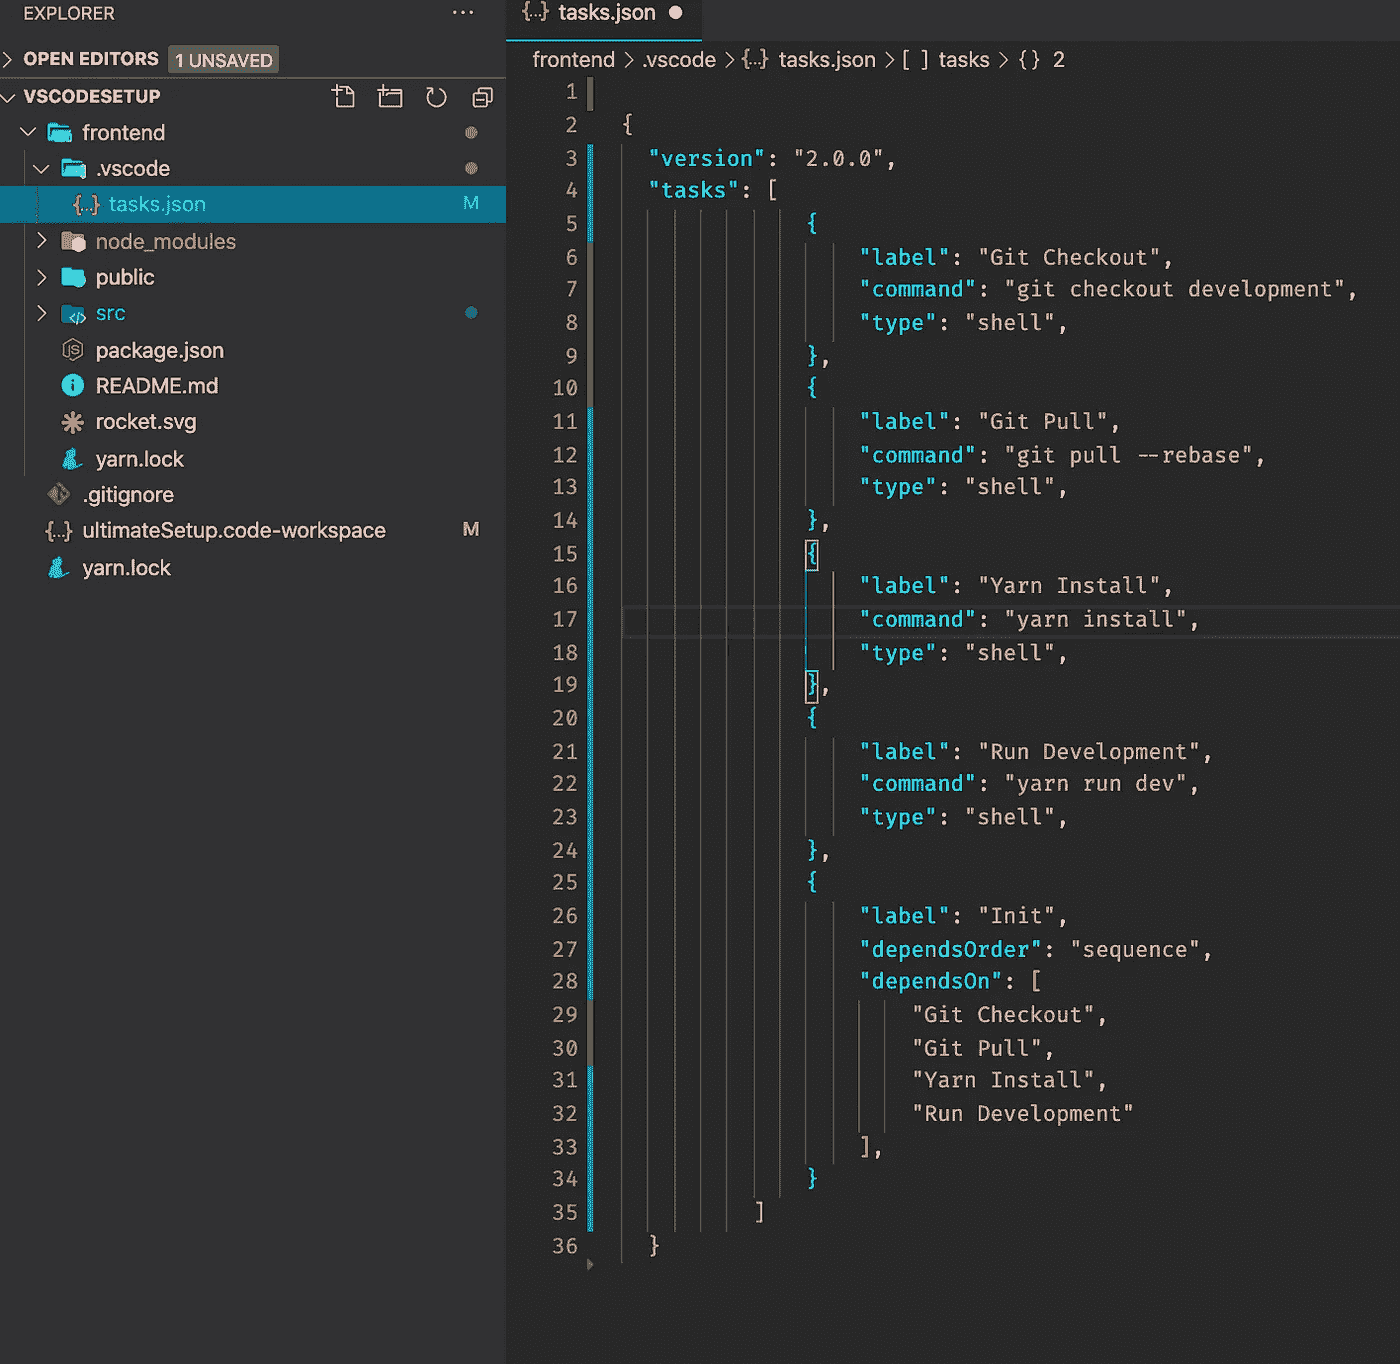 EXPLORER ...
OPEN EDITORS 1 UNSAVED
VSCODESETUP
frontend
.vscode
{..} tasks.json M
node_modules
public
src
JS package.json
README.md
rocket.svg
yarn.lock
.gitignore
{..} ultimateSetup.code-workspace M
yarn.lock
{..} tasks.json ●
frontend > .vscode > {..} tasks.json > [ ] tasks > {} 2
1
2 {
3 "version": "2.0.0",
4 "tasks": [
5 {
6 "label": "Git Checkout",
7 "command": "git checkout development",
8 "type": "shell",
9 },
10 {
11 "label": "Git Pull",
12 "command": "git pull --rebase",
13 "type": "shell",
14 },
15 {
16 "label": "Yarn Install",
17 "command": "yarn install",
18 "type": "shell",
19 },
20 {
21 "label": "Run Development",
22 "command": "yarn run dev",
23 "type": "shell",
24 },
25 {
26 "label": "Init",
27 "dependsOrder": "sequence",
28 "dependsOn": [
29 "Git Checkout",
30 "Git Pull",
31 "Yarn Install",
32 "Run Development"
33 ],
34 }
35 ]
36 }